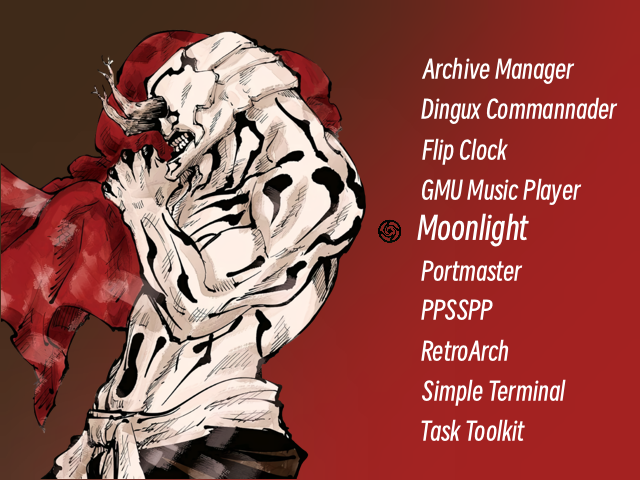 Archive Manager
Dingux Commannader
Flip Clock
GMU Music Player
Moonlight
Portmaster
PPSSPP
RetroArch
Simple Terminal
Task Toolkit